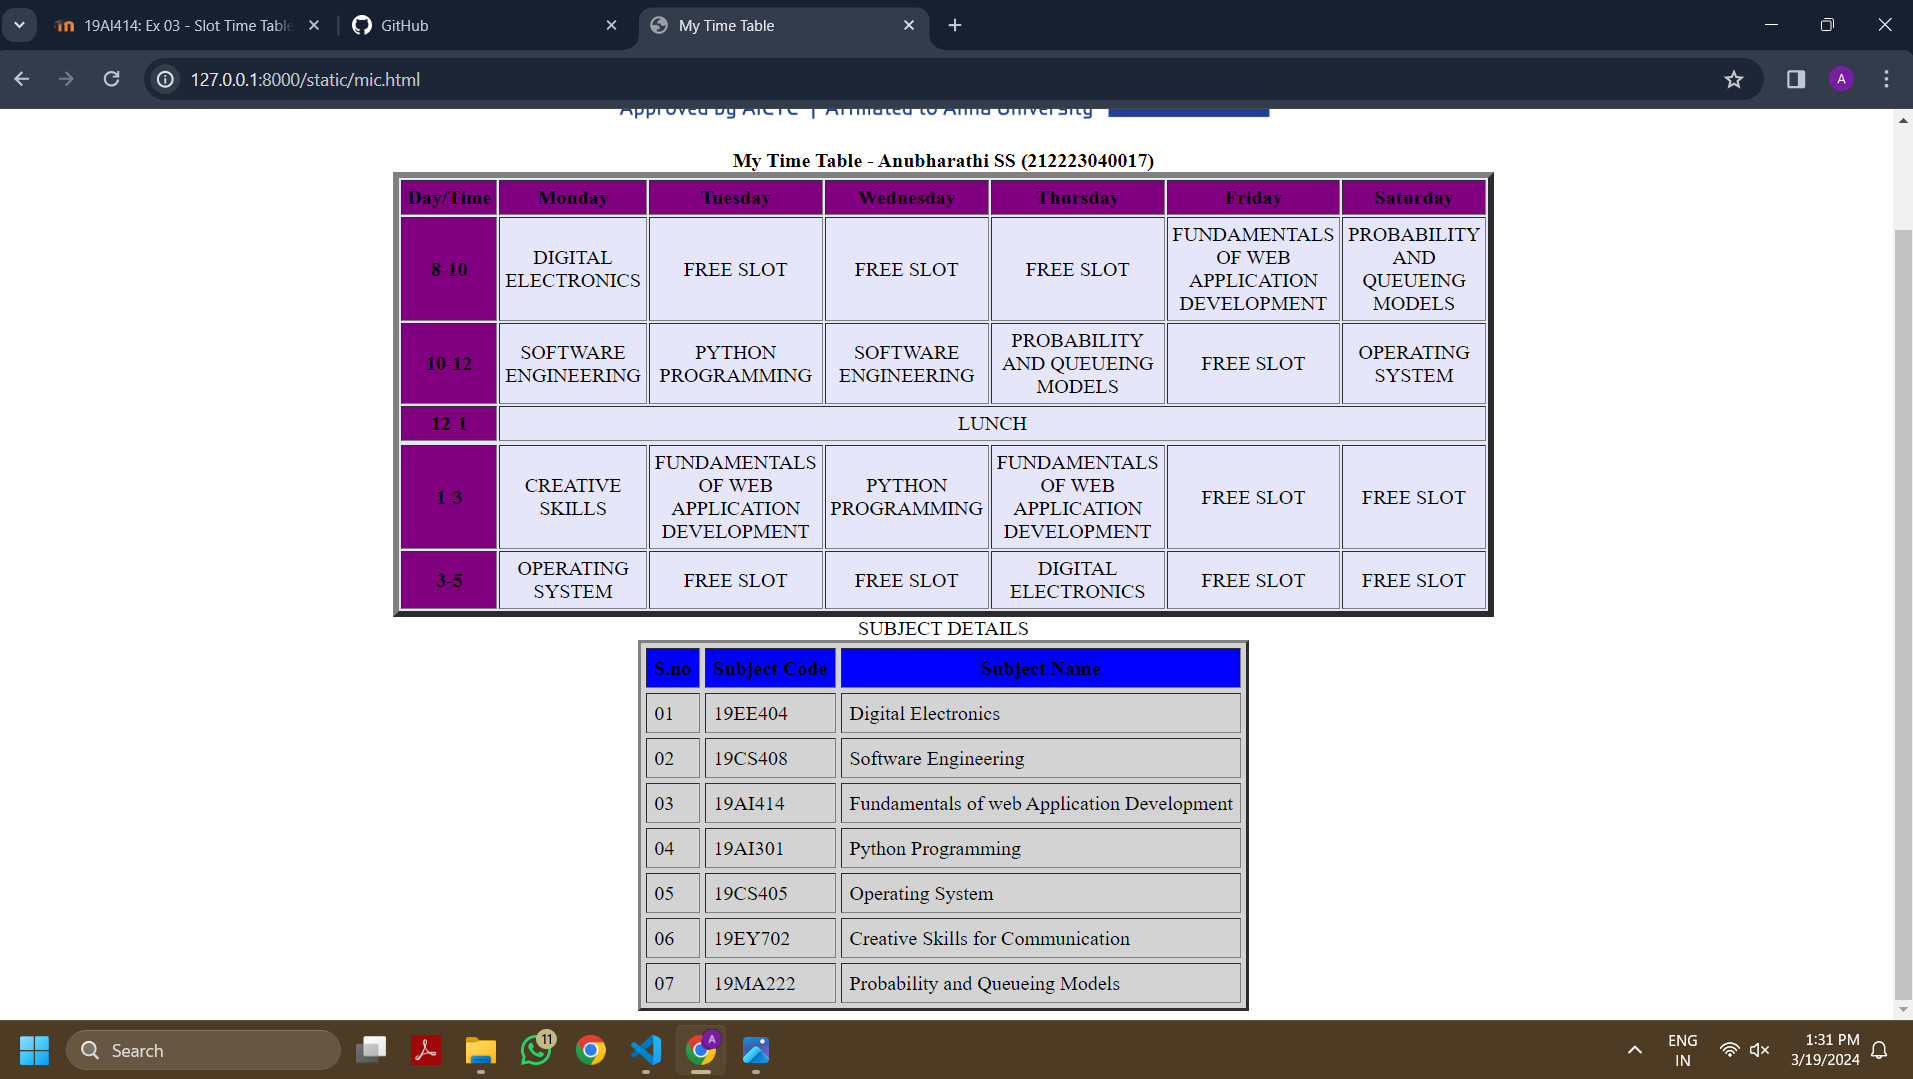 19AI414: Ex 03 - Slot Time Table
GitHub
My Time Table
127.0.0.1:8000/static/mic.html
A
Approved by AICTE | Affiliated to Anna University
My Time Table - Anubharathi SS (212223040017)
Day/Time Monday Tuesday Wednesday Thursday Friday Saturday
8-10
DIGITAL
ELECTRONICS
FREE SLOT
FREE SLOT
FREE SLOT
FUNDAMENTALS
OF WEB
APPLICATION
DEVELOPMENT
PROBABILITY
AND
QUEUEING
MODELS
10-12
SOFTWARE
ENGINEERING
PYTHON
PROGRAMMING
SOFTWARE
ENGINEERING
PROBABILITY
AND QUEUEING
MODELS
FREE SLOT
OPERATING
SYSTEM
12-1
LUNCH
1-3
CREATIVE
SKILLS
FUNDAMENTALS
OF WEB
APPLICATION
DEVELOPMENT
PYTHON
PROGRAMMING
FUNDAMENTALS
OF WEB
APPLICATION
DEVELOPMENT
FREE SLOT
FREE SLOT
3-5
OPERATING
SYSTEM
FREE SLOT
FREE SLOT
DIGITAL
ELECTRONICS
FREE SLOT
FREE SLOT
SUBJECT DETAILS
S.no Subject Code Subject Name
01 19EE404 Digital Electronics
02 19CS408 Software Engineering
03 19AI414 Fundamentals of web Application Development
04 19AI301 Python Programming
05 19CS405 Operating System
06 19EY702 Creative Skills for Communication
07 19MA222 Probability and Queueing Models
Search
11
A
ENG
IN
1:31 PM
3/19/2024